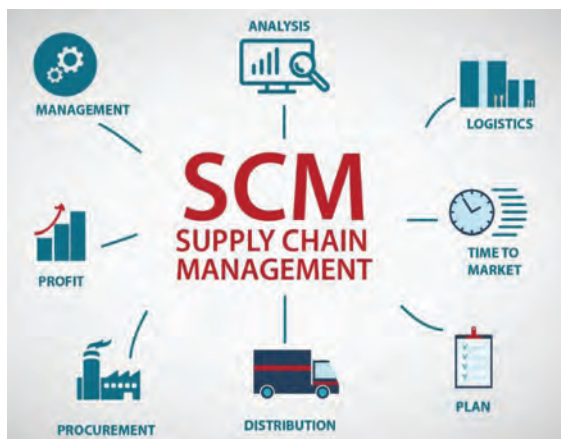 ANALYSIS
MANAGEMENT
LOGISTICS
SCM
SUPPLY CHAIN
MANAGEMENT
PROFIT
TIME TO
MARKET
PROCUREMENT
DISTRIBUTION
PLAN